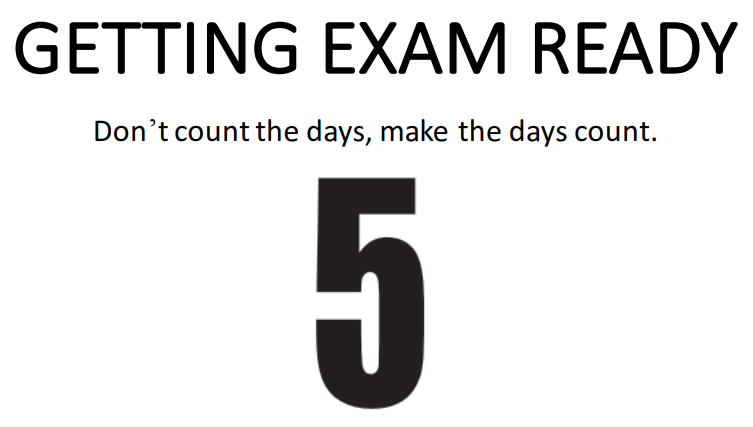 GETTING EXAM READY
Don’t count the days, make the days count.
5